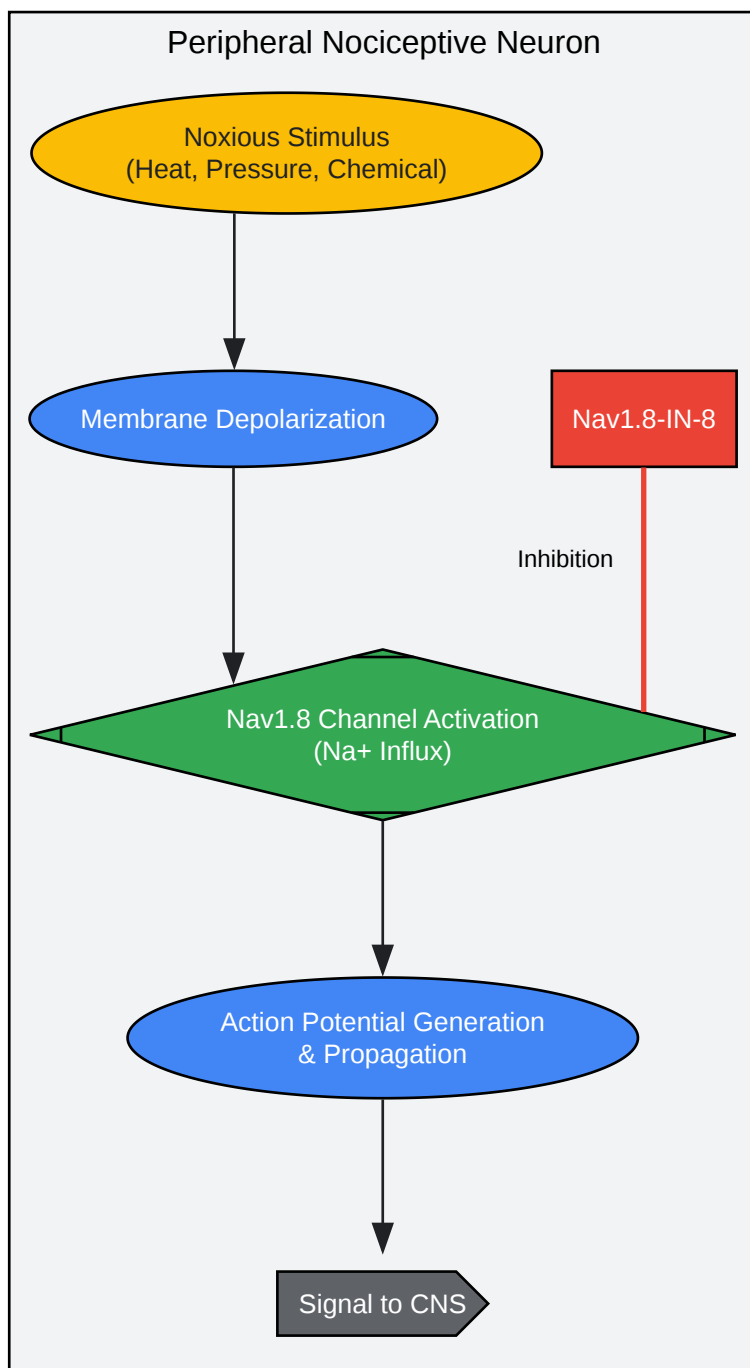 Peripheral Nociceptive Neuron
Noxious Stimulus
(Heat, Pressure, Chemical)
Membrane Depolarization
Nav1.8-IN-8
Inhibition
Nav1.8 Channel Activation
(Na+ Influx)
Action Potential Generation
& Propagation
Signal to CNS